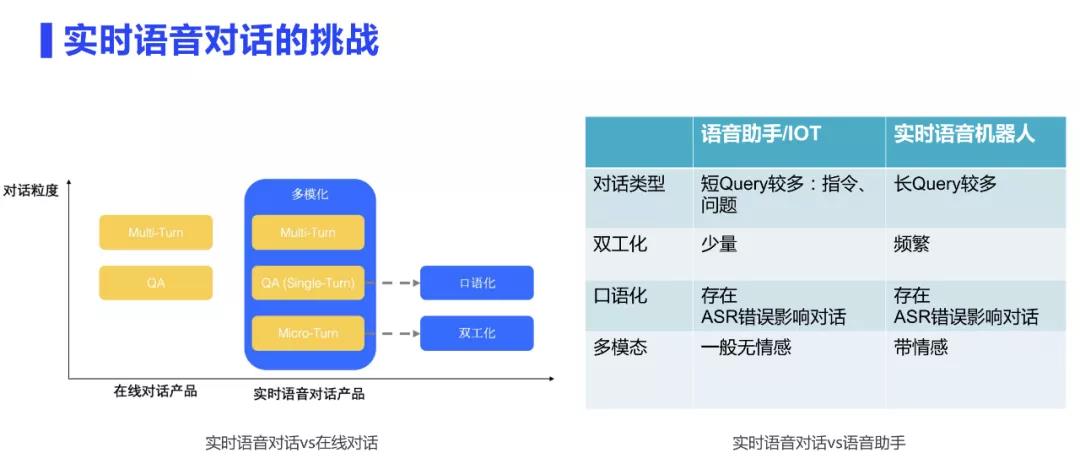 实时语音对话的挑战
对话粒度
多模化
Multi-Turn
Multi-Turn
QA
QA (Single-Turn)
口语化
Micro-Turn
双工化
在线对话产品
实时语音对话产品
实时语音对话vs在线对话
语音助手/IOT
实时语音机器人
对话类型
短Query较多：指令、
问题
长Query较多
双工化
少量
频繁
口语化
存在
ASR错误影响对话
存在
ASR错误影响对话
多模态
一般无情感
带情感
实时语音对话vs语音助手